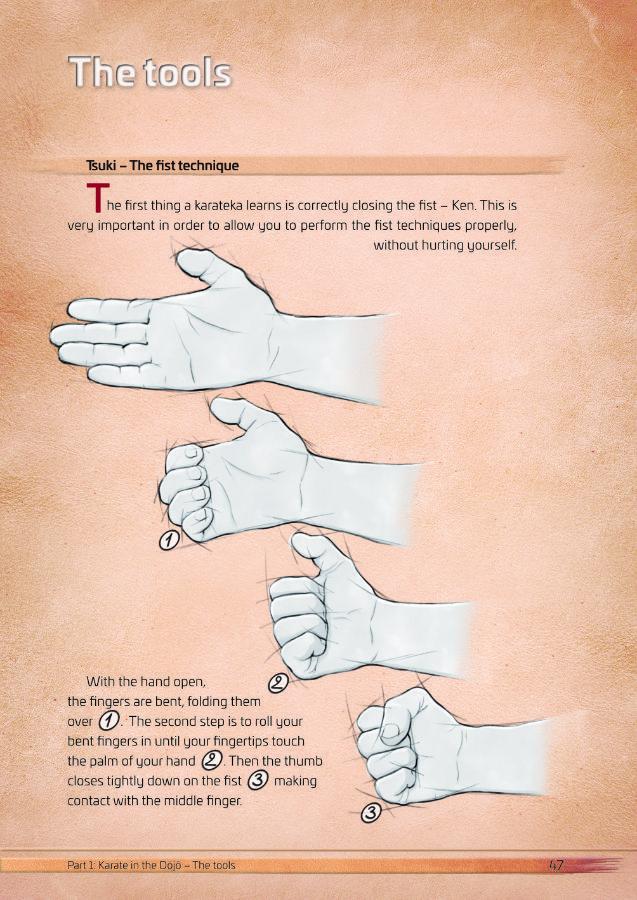 The tools
Tsuki – The fist technique
The first thing a karateka learns is correctly closing the fist – Ken. This is
very important in order to allow you to perform the fist techniques properly,
without hurting yourself.
1
2
With the hand open,
the fingers are bent, folding them
over 1. The second step is to roll your
bent fingers in until your fingertips touch
the palm of your hand 2. Then the thumb
closes tightly down on the fist 3 making
contact with the middle finger.
3
Part 1: Karate in the Dōjō – The tools
47